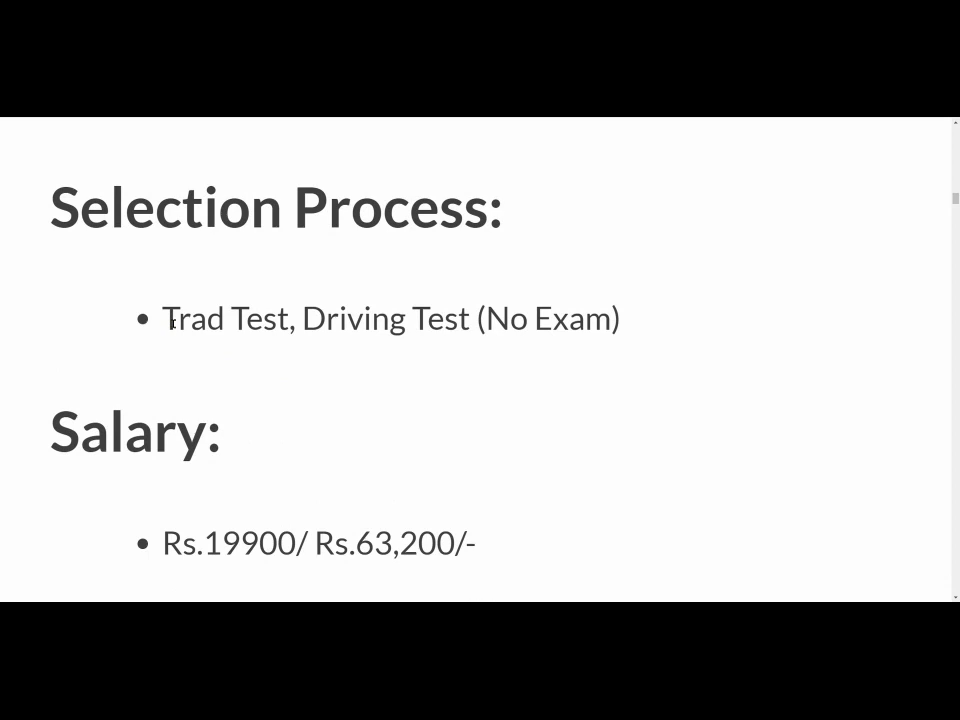 Selection Process:
Trad Test, Driving Test (No Exam)
Salary:
Rs.19900/ Rs.63,200/-